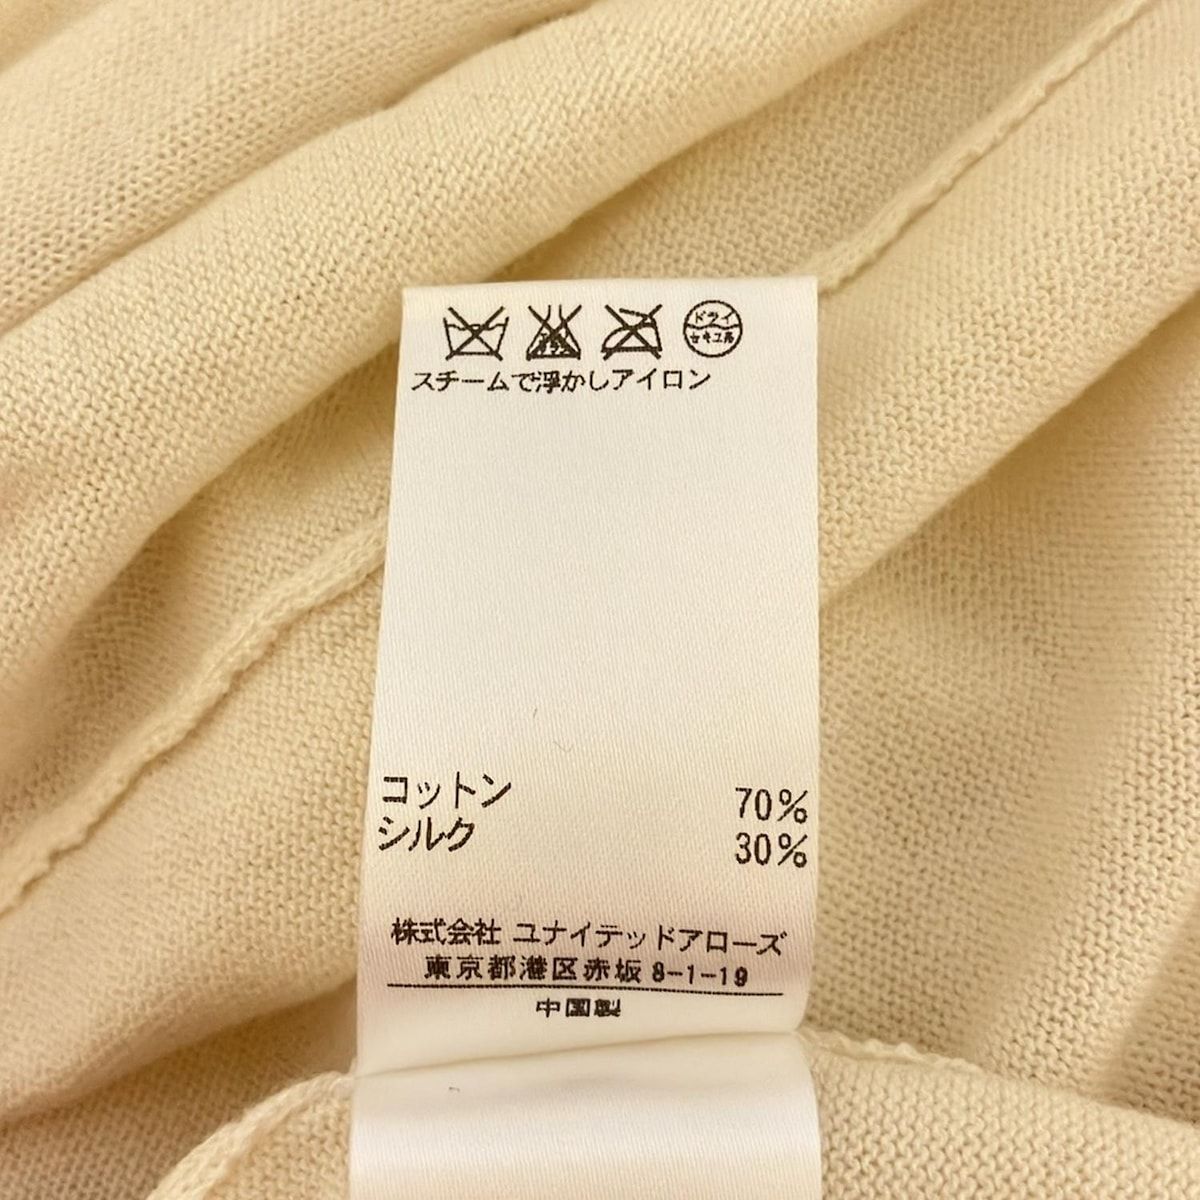 ドライ
セキユ系
スチームで浮かしアイロン
コットン 70%
シルク 30%
株式会社 ユナイテッドアローズ
東京都港区赤坂 8-1-19
中国製